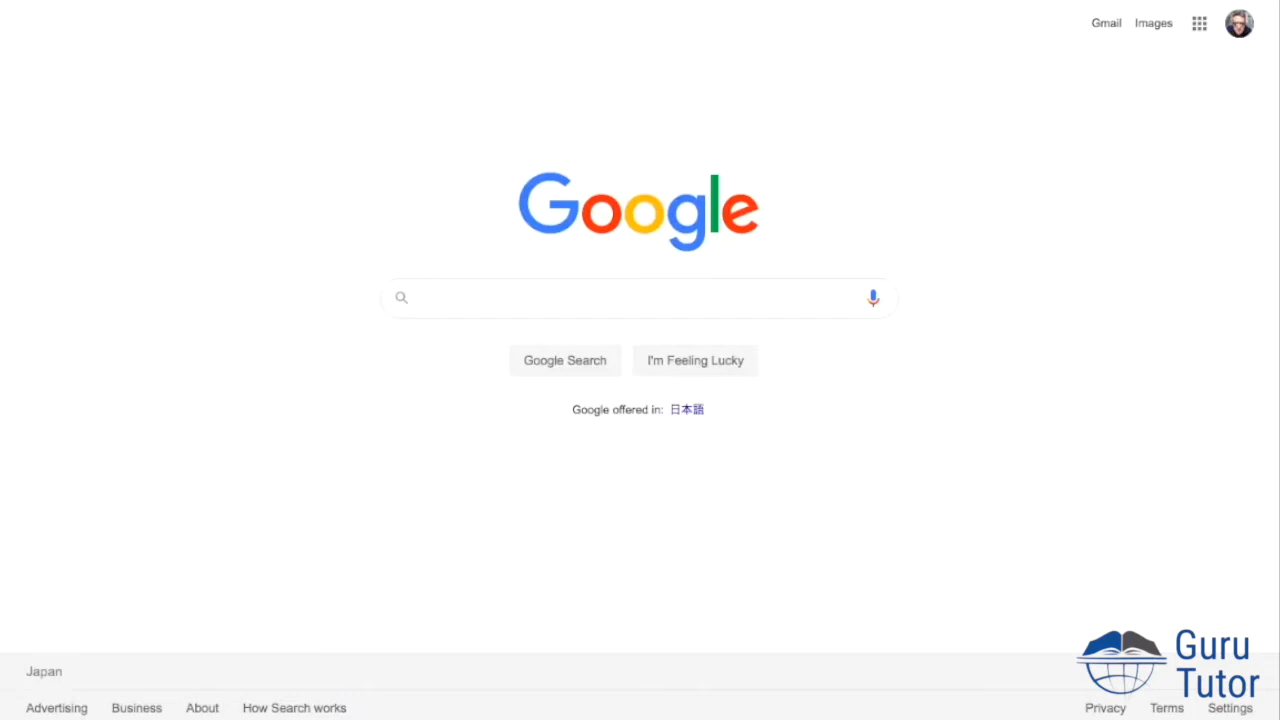 Gmail Images
Google
Google Search I'm Feeling Lucky
Google offered in: 日本語
Japan
Guru
Tutor
Advertising Business About How Search works Privacy Terms Settings